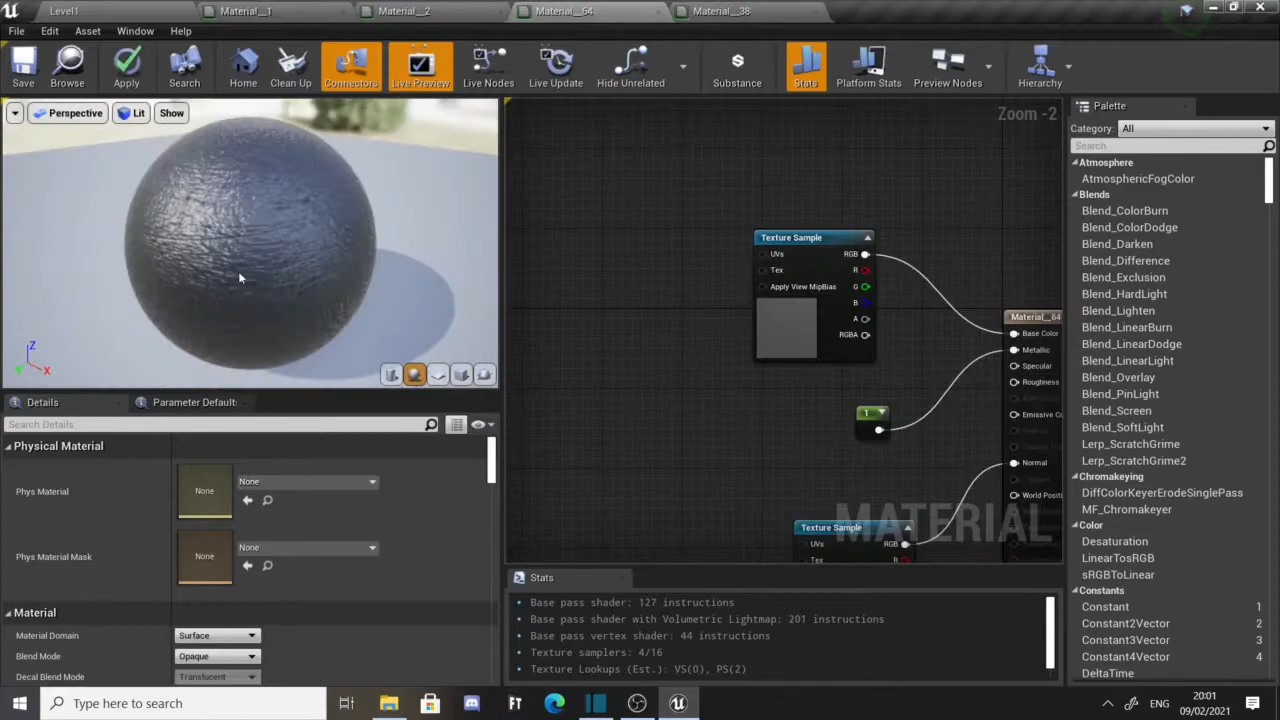 Level1
Material__1
Material__2
Material__64
Material__38
File Edit Asset Window Help
Save
Browse
Apply
Search
Home
Clean Up
Connectors
Live Preview
Live Nodes
Live Update
Hide Unrelated
Substance
Stats
Platform Stats
Preview Nodes
Hierarchy
Perspective
Lit
Show
Z
X
Zoom -2
Texture Sample
UVs
RGB
Tex
R
Apply View MipBias
G
B
A
RGBA
1
Material__64
Base Color
Metallic
Specular
Roughness
Emissive Co
Normal
World Positi
Texture Sample
UVs
RGB
Tex
R
MATERIAL
Palette
Category:
All
Search
Atmosphere
AtmosphericFogColor
Blends
Blend_ColorBurn
Blend_ColorDodge
Blend_Darken
Blend_Difference
Blend_Exclusion
Blend_HardLight
Blend_Lighten
Blend_LinearBurn
Blend_LinearDodge
Blend_LinearLight
Blend_Overlay
Blend_PinLight
Blend_Screen
Blend_SoftLight
Lerp_ScratchGrime
Lerp_ScratchGrime2
Chromakeying
DiffColorKeyerErodeSinglePass
MF_Chromakeyer
Color
Desaturation
LinearTosRGB
sRGBToLinear
Constants
Constant 1
Constant2Vector 2
Constant3Vector 3
Constant4Vector 4
DeltaTime
Details
Parameter Default
Search Details
Physical Material
Phys Material
None
None
Phys Material Mask
None
None
Material
Material Domain
Surface
Blend Mode
Opaque
Decal Blend Mode
Translucent
Stats
Base pass shader: 127 instructions
Base pass shader with Volumetric Lightmap: 201 instructions
Base pass vertex shader: 44 instructions
Texture samplers: 4/16
Texture Lookups (Est.): VS(0), PS(2)
Type here to search
ENG
20:01
09/02/2021